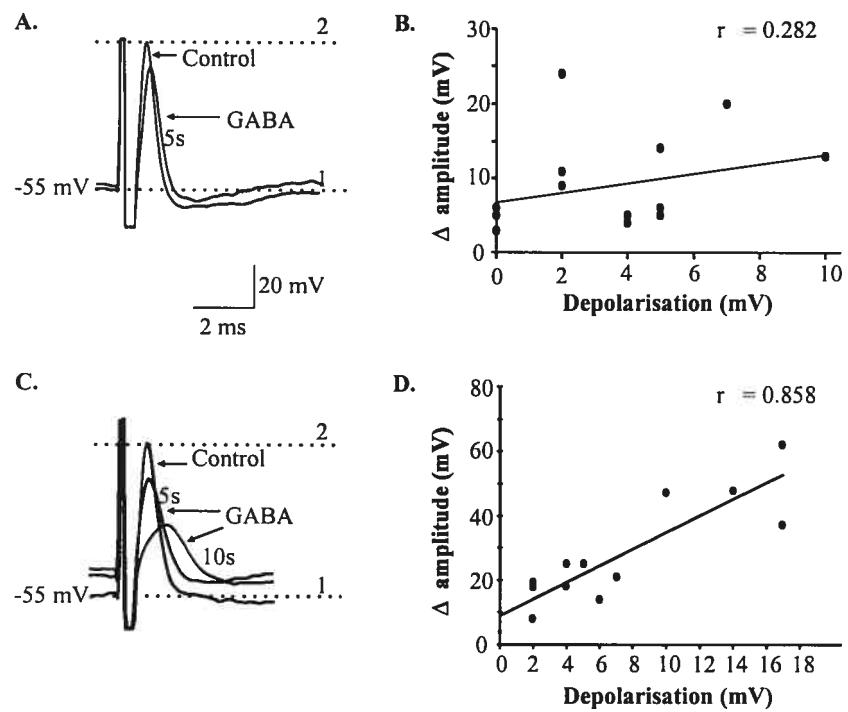 A.
2
Control
GABA
5s
-55 mV
1
20 mV
2 ms
B.
r = 0.282
30
20
10
0
Δ amplitude (mV)
0 2 4 6 8 10
Depolarisation (mV)
C.
2
Control
5s
GABA
10s
-55 mV
1
D.
r = 0.858
80
60
40
20
0
Δ amplitude (mV)
0 2 4 6 8 10 12 14 16 18
Depolarisation (mV)